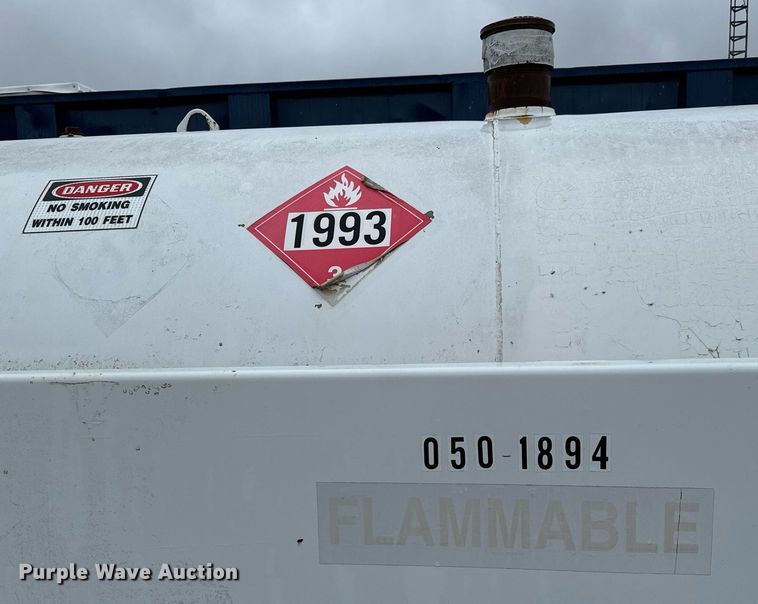 DANGER
NO SMOKING
WITHIN 100 FEET
1993
3
050-1894
FLAMMABLE
Purple Wave Auction